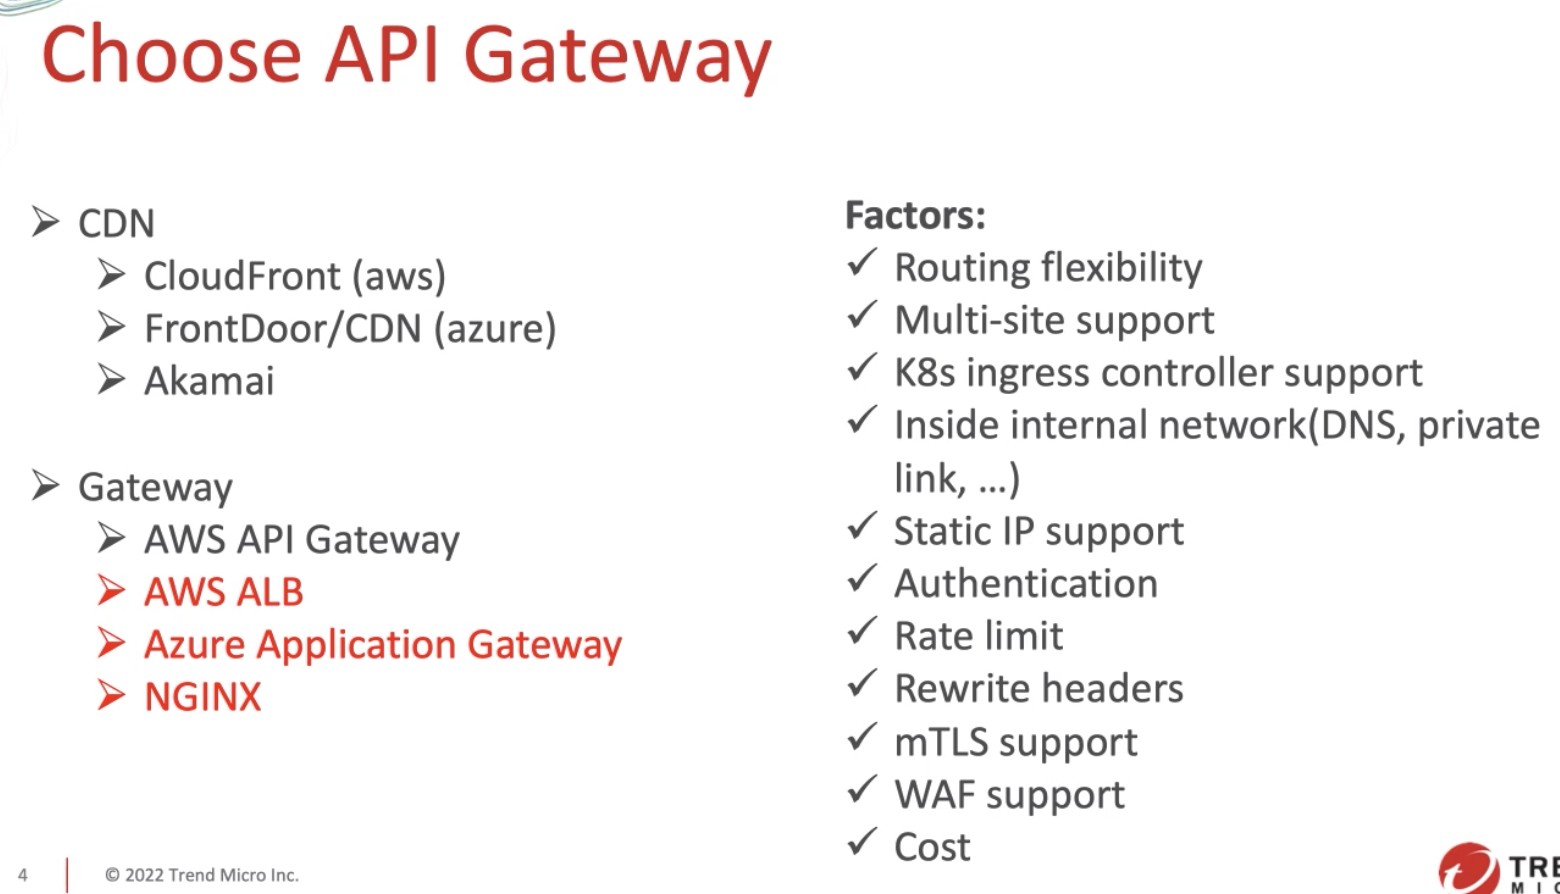 Choose API Gateway
CDN
CloudFront (aws)
FrontDoor/CDN (azure)
Akamai
Gateway
AWS API Gateway
AWS ALB
Azure Application Gateway
NGINX
Factors:
Routing flexibility
Multi-site support
K8s ingress controller support
Inside internal network(DNS, private
link, ...)
Static IP support
Authentication
Rate limit
Rewrite headers
mTLS support
WAF support
Cost
4
© 2022 Trend Micro Inc.
TRE
MIC